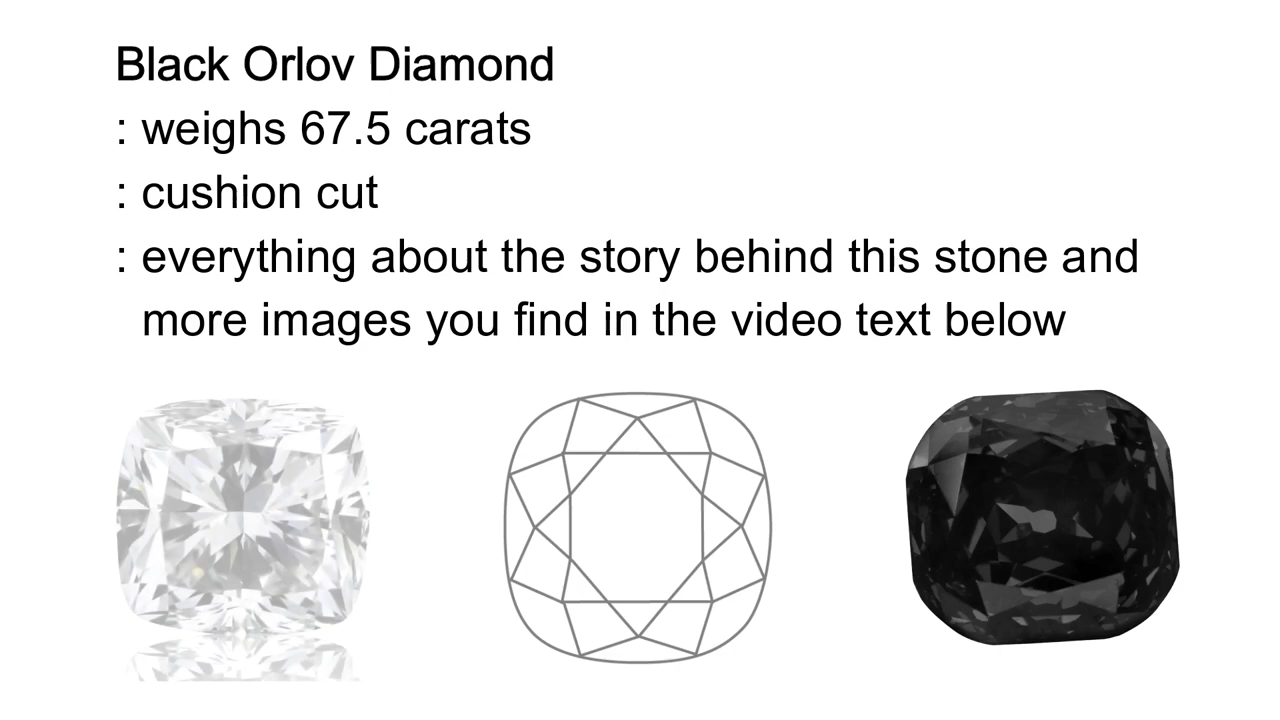 Black Orlov Diamond
: weighs 67.5 carats
: cushion cut
: everything about the story behind this stone and
more images you find in the video text below